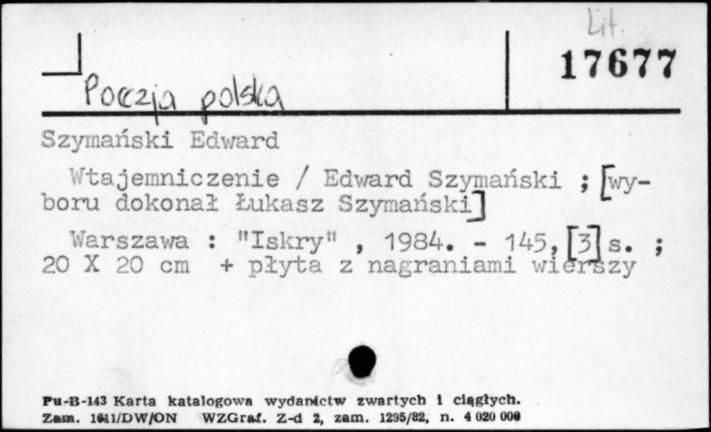 Lit.
17677
Poezja polska
Szymański Edward
Wtajemniczenie / Edward Szymański ; [wy-
boru dokonał Łukasz Szymański]
Warszawa : "Iskry" , 1984. - 145,[3]s. ;
20 X 20 cm + płyta z nagraniami wierszy
Pu-B-143 Karta katalogowa wydawnictw zwartych i ciągłych.
Zam. 1611/DW/ON WZGraf. Z-d 2, zam. 1295/82, n. 4 020 000